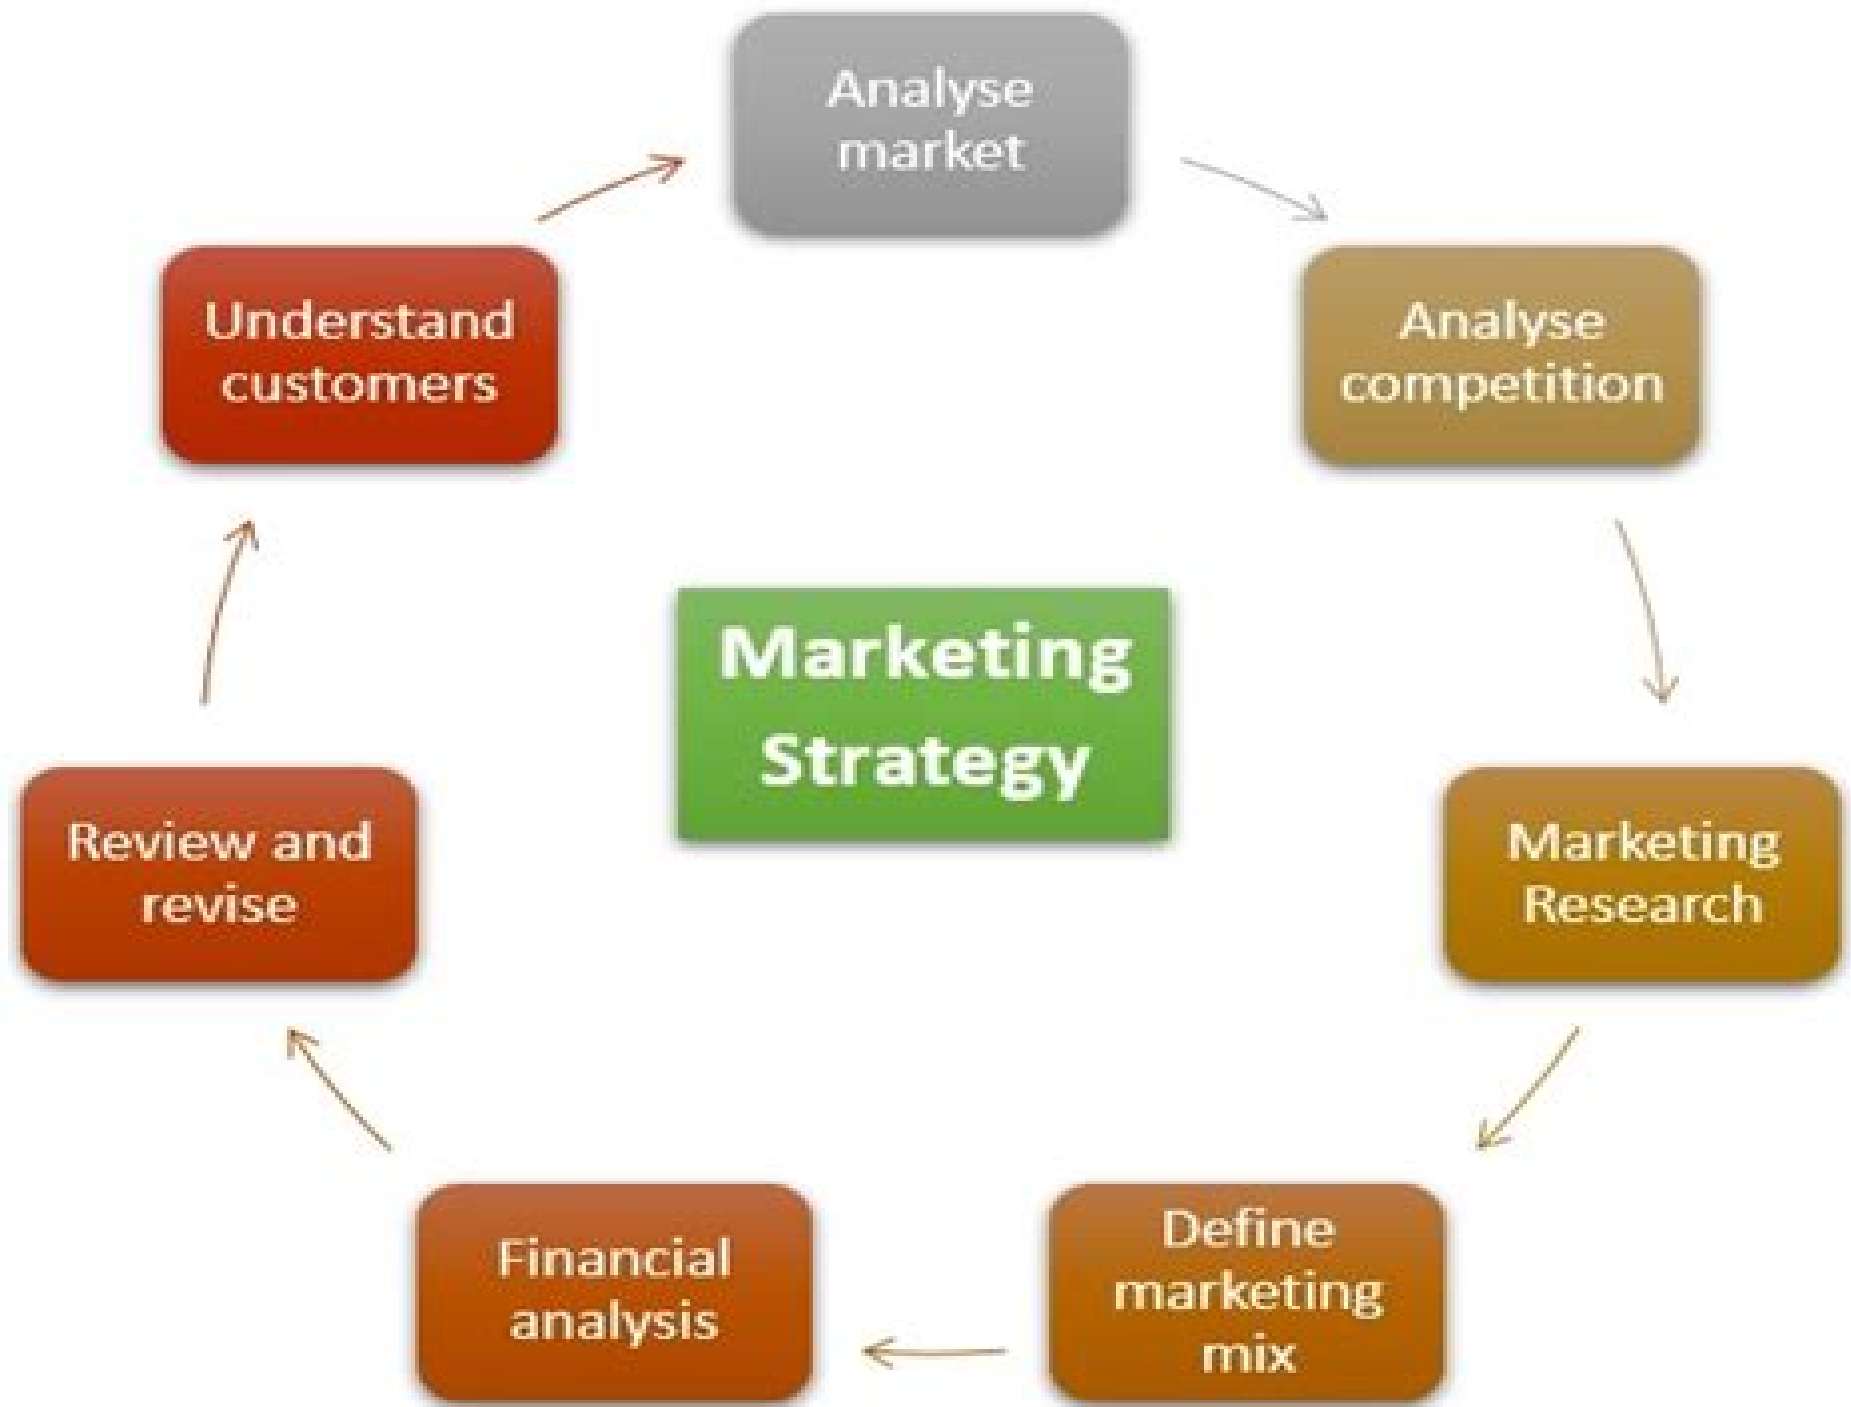 Analyse
market
Analyse
competition
Marketing
Research
Define
marketing
mix
Financial
analysis
Review and
revise
Understand
customers
Marketing
Strategy